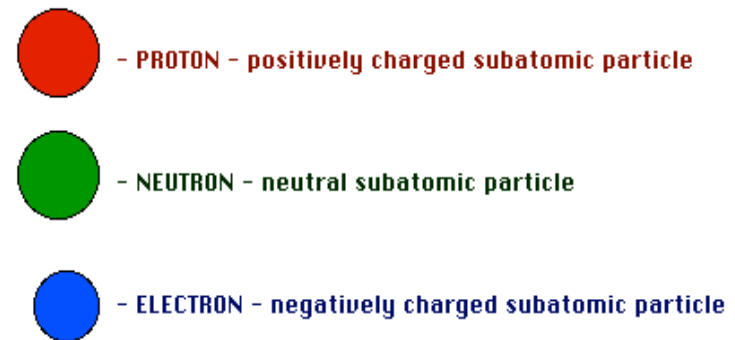 - PROTON - positively charged subatomic particle
- NEUTRON - neutral subatomic particle
- ELECTRON - negatively charged subatomic particle